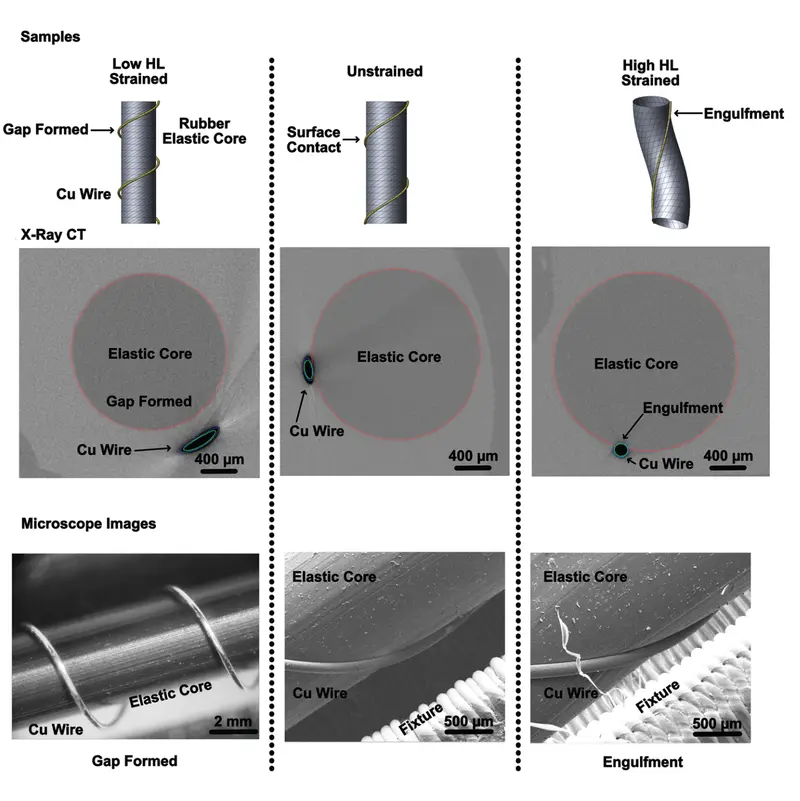 Samples
Low HL
Strained
Gap Formed
Rubber
Elastic Core
Cu Wire
Unstrained
Surface
Contact
High HL
Strained
Engulfment
X-Ray CT
Elastic Core
Gap Formed
Cu Wire
400 µm
Elastic Core
Cu Wire
400 µm
Elastic Core
Engulfment
Cu Wire
400 µm
Microscope Images
Elastic Core
Cu Wire
2 mm
Gap Formed
Elastic Core
Cu Wire
Fixture
500 µm
Elastic Core
Cu Wire
Fixture
500 µm
Engulfment